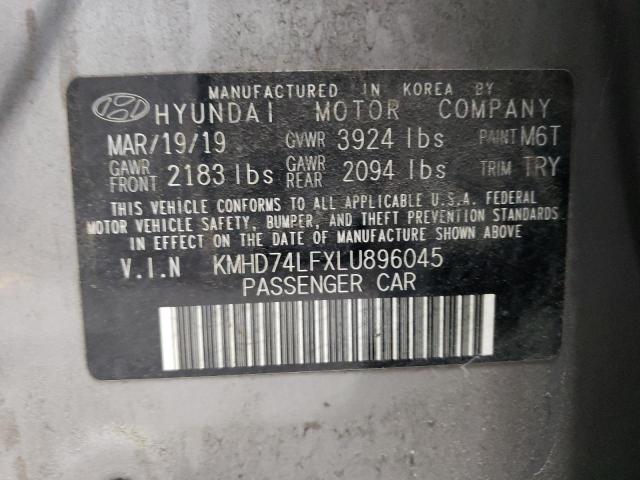 MANUFACTURED IN KOREA BY
HYUNDAI MOTOR COMPANY
MAR/19/19 GVWR 3924 lbs PAINT M6T
GAWR FRONT 2183 lbs GAWR REAR 2094 lbs TRIM TRY
THIS VEHICLE CONFORMS TO ALL APPLICABLE U.S.A. FEDERAL
MOTOR VEHICLE SAFETY, BUMPER, AND THEFT PREVENTION STANDARDS
IN EFFECT ON THE DATE OF MANUFACTURE SHOWN ABOVE
V.I.N KMHD74LFXLU896045
PASSENGER CAR